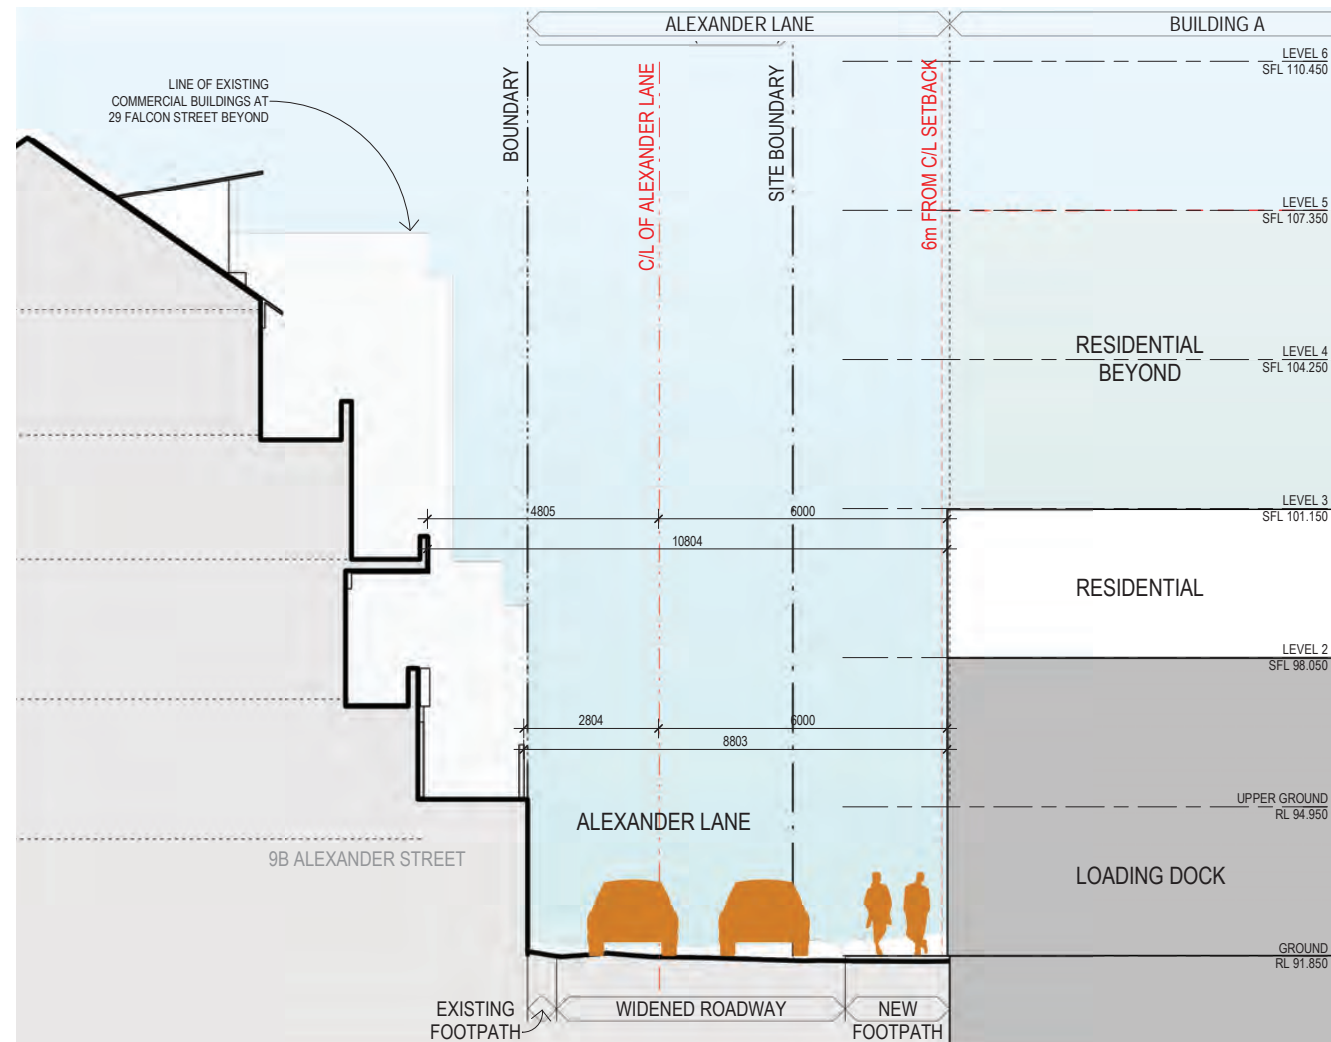 ALEXANDER LANE
BUILDING A
LEVEL 6
SFL 110.450
LINE OF EXISTING
COMMERCIAL BUILDINGS AT
29 FALCON STREET BEYOND
BOUNDARY
C/L OF ALEXANDER LANE
SITE BOUNDARY
6m FROM C/L SETBACK
LEVEL 5
SFL 107.350
RESIDENTIAL
BEYOND
LEVEL 4
SFL 104.250
LEVEL 3
SFL 101.150
4805
6000
10804
RESIDENTIAL
LEVEL 2
SFL 98.050
2804
6000
8803
UPPER GROUND
RL 94.950
ALEXANDER LANE
9B ALEXANDER STREET
LOADING DOCK
GROUND
RL 91.850
EXISTING
FOOTPATH
WIDENED ROADWAY
NEW
FOOTPATH